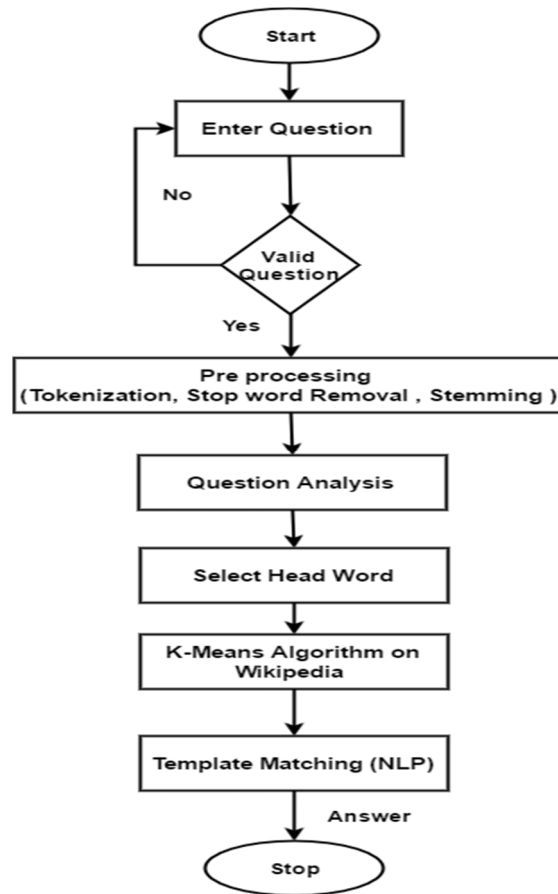 Start
Enter Question
No
Valid
Question
Yes
Pre processing
(Tokenization, Stop word Removal , Stemming )
Question Analysis
Select Head Word
K-Means Algorithm on
Wikipedia
Template Matching (NLP)
Answer
Stop